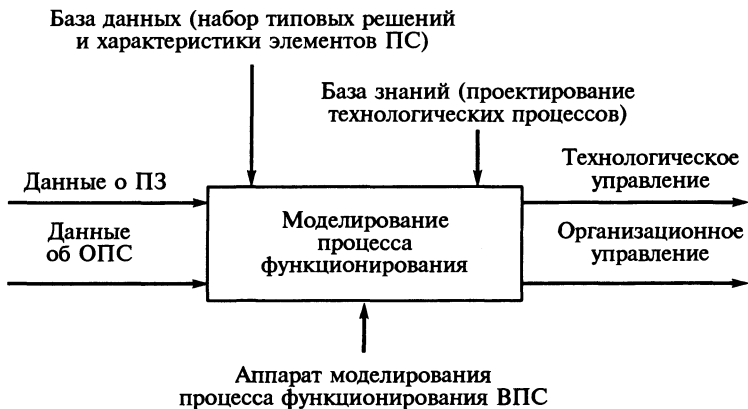 База данных (набор типовых решений
и характеристики элементов ПС)
База знаний (проектирование
технологических процессов)
Данные о ПЗ
Данные
об ОПС
Моделирование
процесса
функционирования
Технологическое
управление
Организационное
управление
Аппарат моделирования
процесса функционирования ВПС